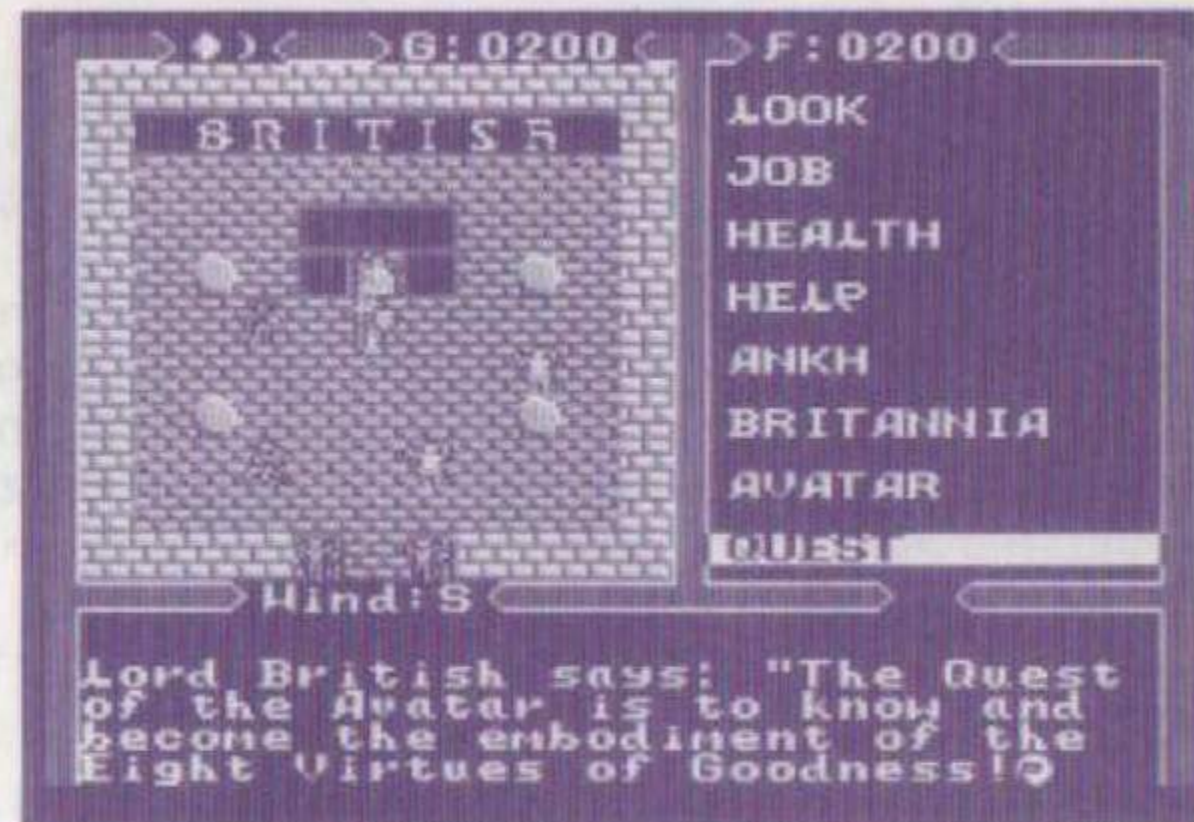 G:0200
F:0200
BRITISH
LOOK
JOB
HEALTH
HELP
ANKH
BRITANNIA
AVATAR
QUEST
Wind:S
Lord British says: "The Quest
of the Avatar is to know and
become the embodiment of the
Eight Virtues of Goodness!